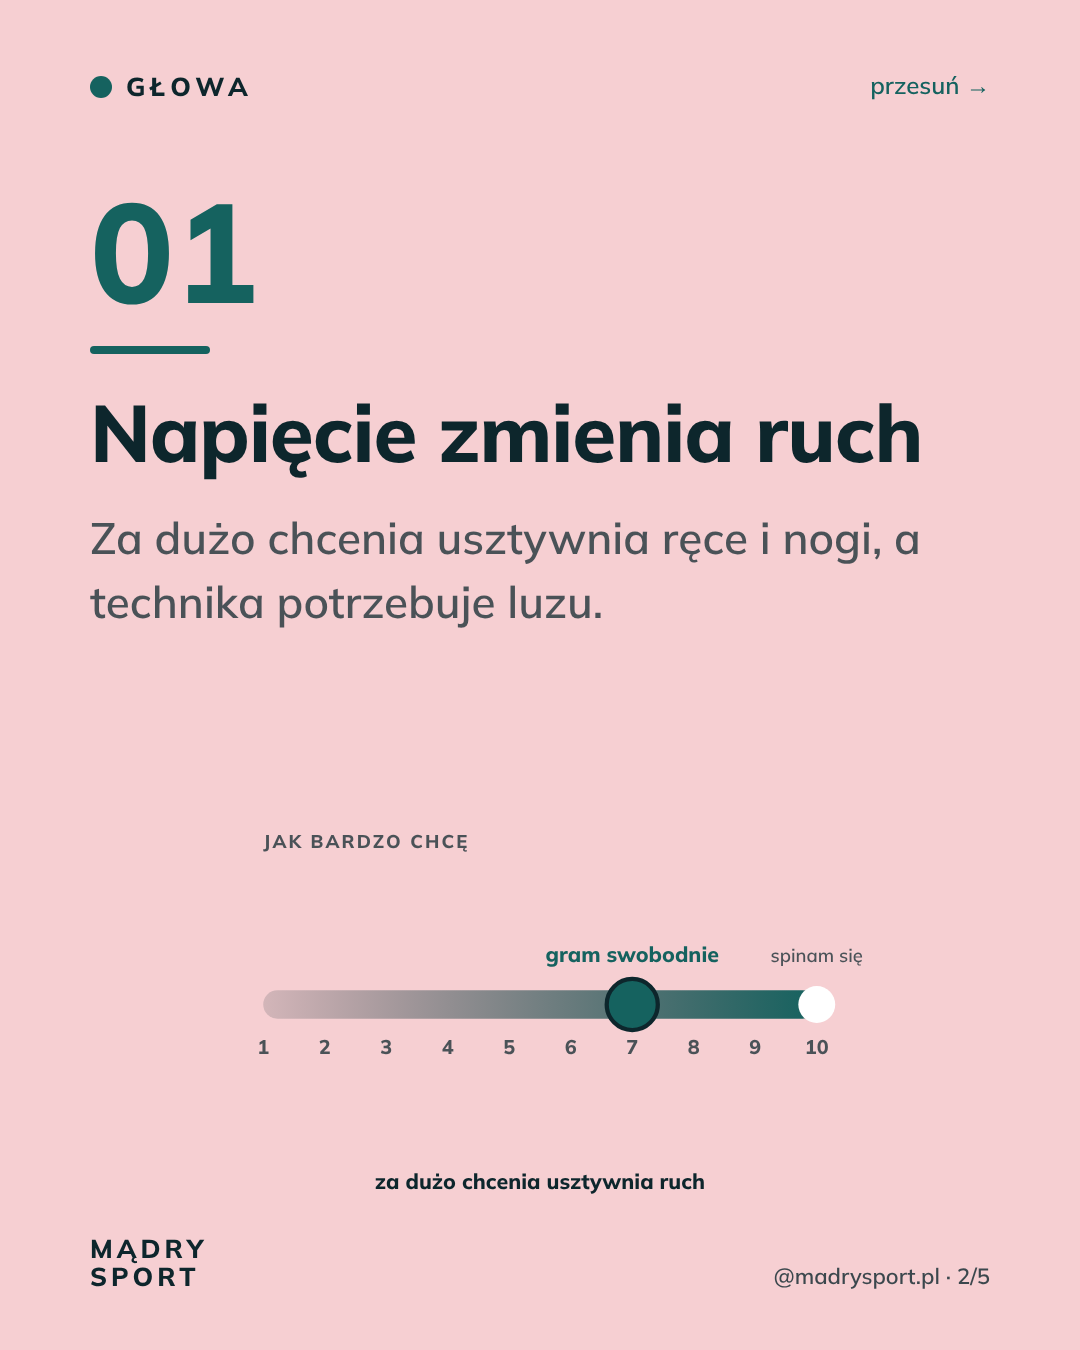 GŁOWA
przesuń →
01
Napięcie zmienia ruch
Za dużo chcenia usztywnia ręce i nogi, a
technika potrzebuje luzu.
JAK BARDZO CHCĘ
gram swobodnie spinam się
1 2 3 4 5 6 7 8 9 10
za dużo chcenia usztywnia ruch
MĄDRY
SPORT
@madrysport.pl · 2/5